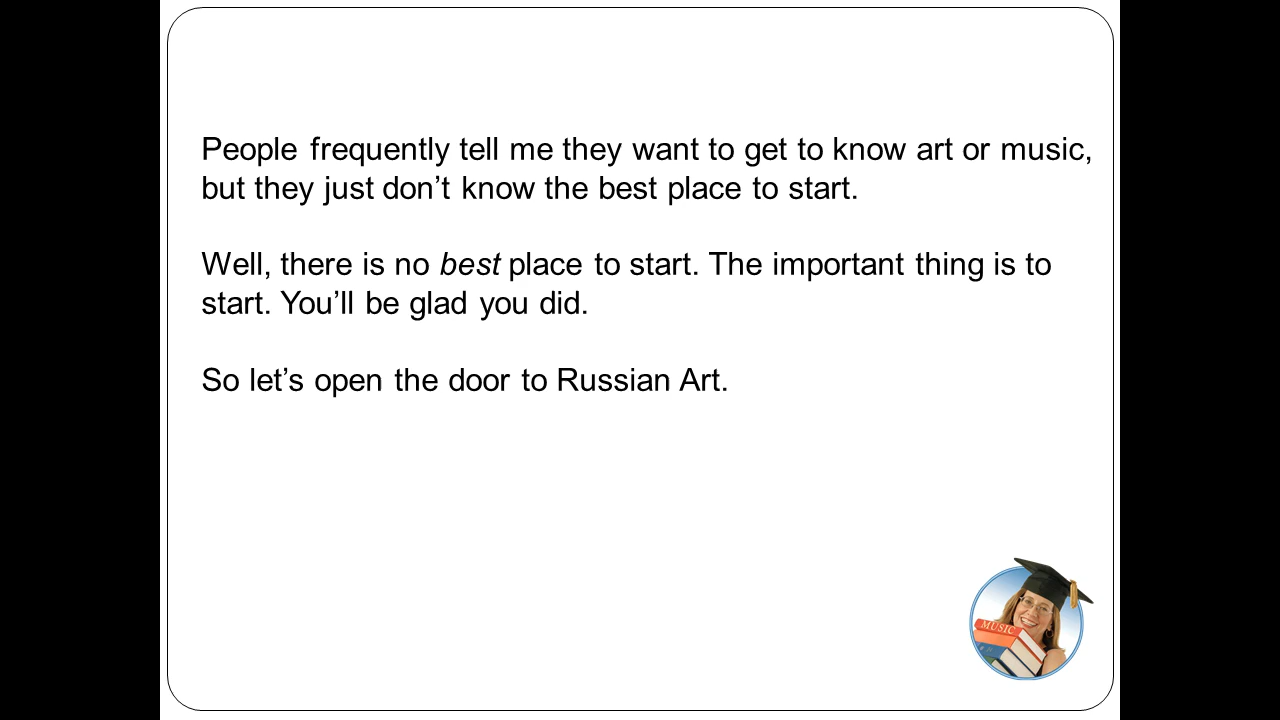 People frequently tell me they want to get to know art or music,
but they just don’t know the best place to start.
Well, there is no best place to start. The important thing is to
start. You’ll be glad you did.
So let’s open the door to Russian Art.
MUSIC